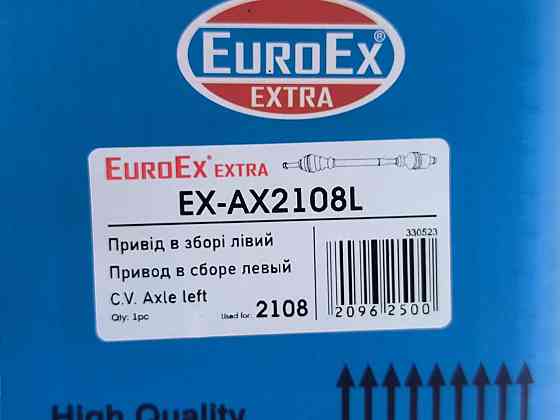 EUROEX®
EXTRA
EUROEX® EXTRA
EX-AX2108L
Привід в зборі лівий
Привод в сборе левый
C.V. Axle left
Qty: 1pc
Used for: 2108
330523
2096 2500
High Quality